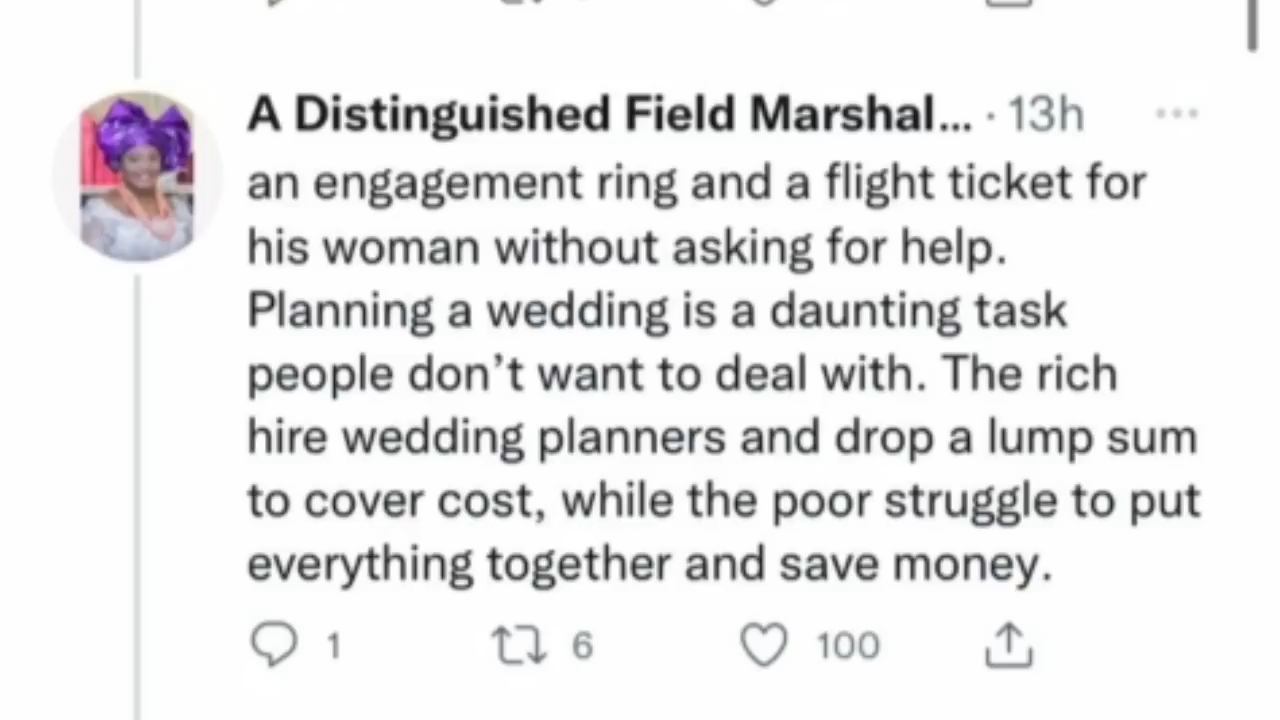 A Distinguished Field Marshal... · 13h
an engagement ring and a flight ticket for
his woman without asking for help.
Planning a wedding is a daunting task
people don’t want to deal with. The rich
hire wedding planners and drop a lump sum
to cover cost, while the poor struggle to put
everything together and save money.
1 6 100